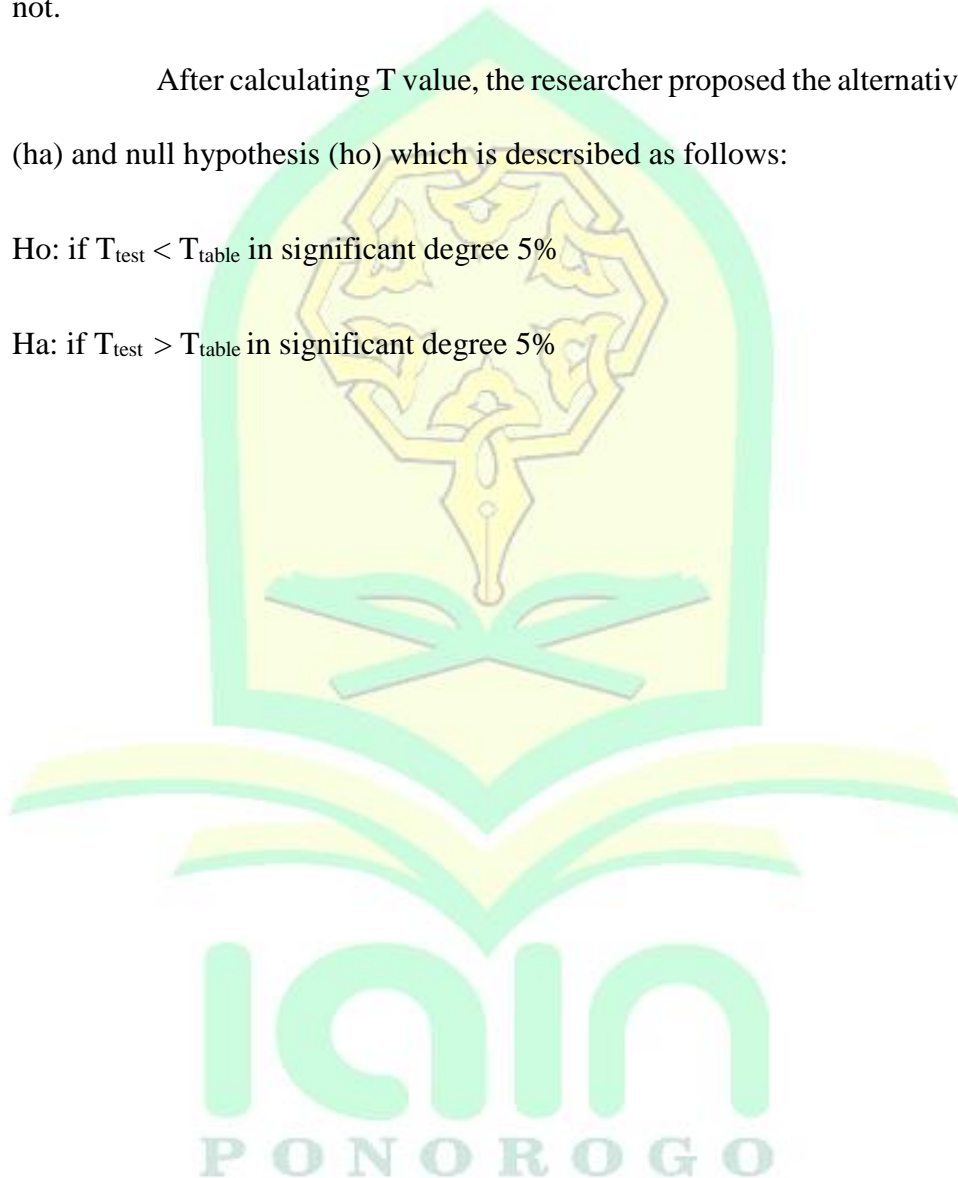 not.
After calculating T value, the researcher proposed the alternativ
(ha) and null hypothesis (ho) which is descrsibed as follows:
Ho: if Ttest < Ttable in significant degree 5%
Ha: if Ttest > Ttable in significant degree 5%
iain
PONOROGO